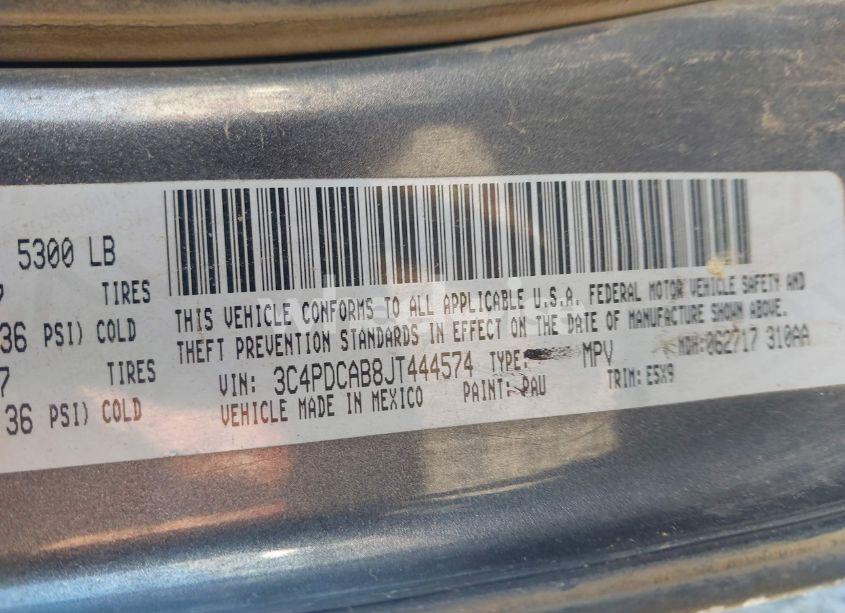 5300 LB
7 TIRES
36 PSI) COLD
7 TIRES
36 PSI) COLD
THIS VEHICLE CONFORMS TO ALL APPLICABLE U.S.A. FEDERAL MOTOR VEHICLE SAFETY AND
THEFT PREVENTION STANDARDS IN EFFECT ON THE DATE OF MANUFACTURE SHOWN ABOVE.
VIN: 3C4PDCAB8JT444574 TYPE: MPV MDH: 062717 310AA
VEHICLE MADE IN MEXICO PAINT: PAU TRIM: E5X9